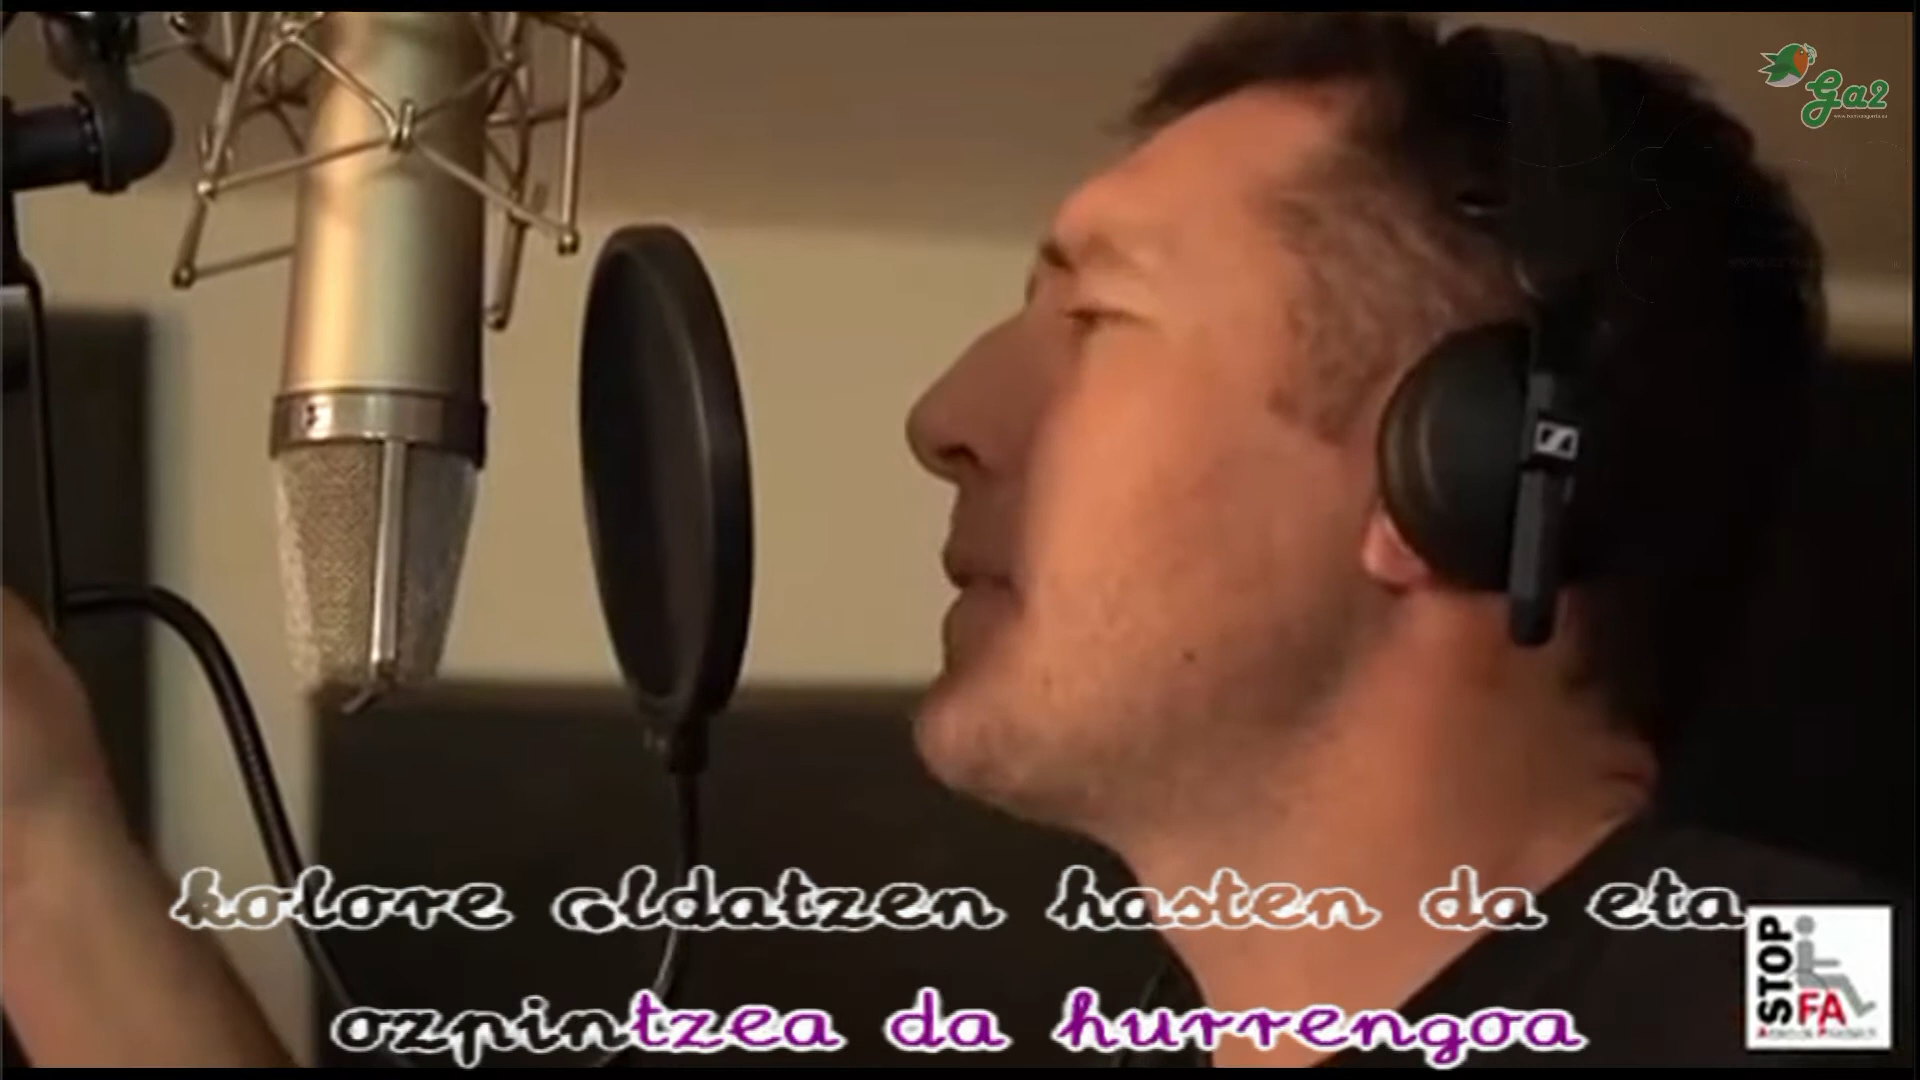 Ga2
kolore aldatzen hasten da eta
ozpintzea da hurrengoa
STOP
FA